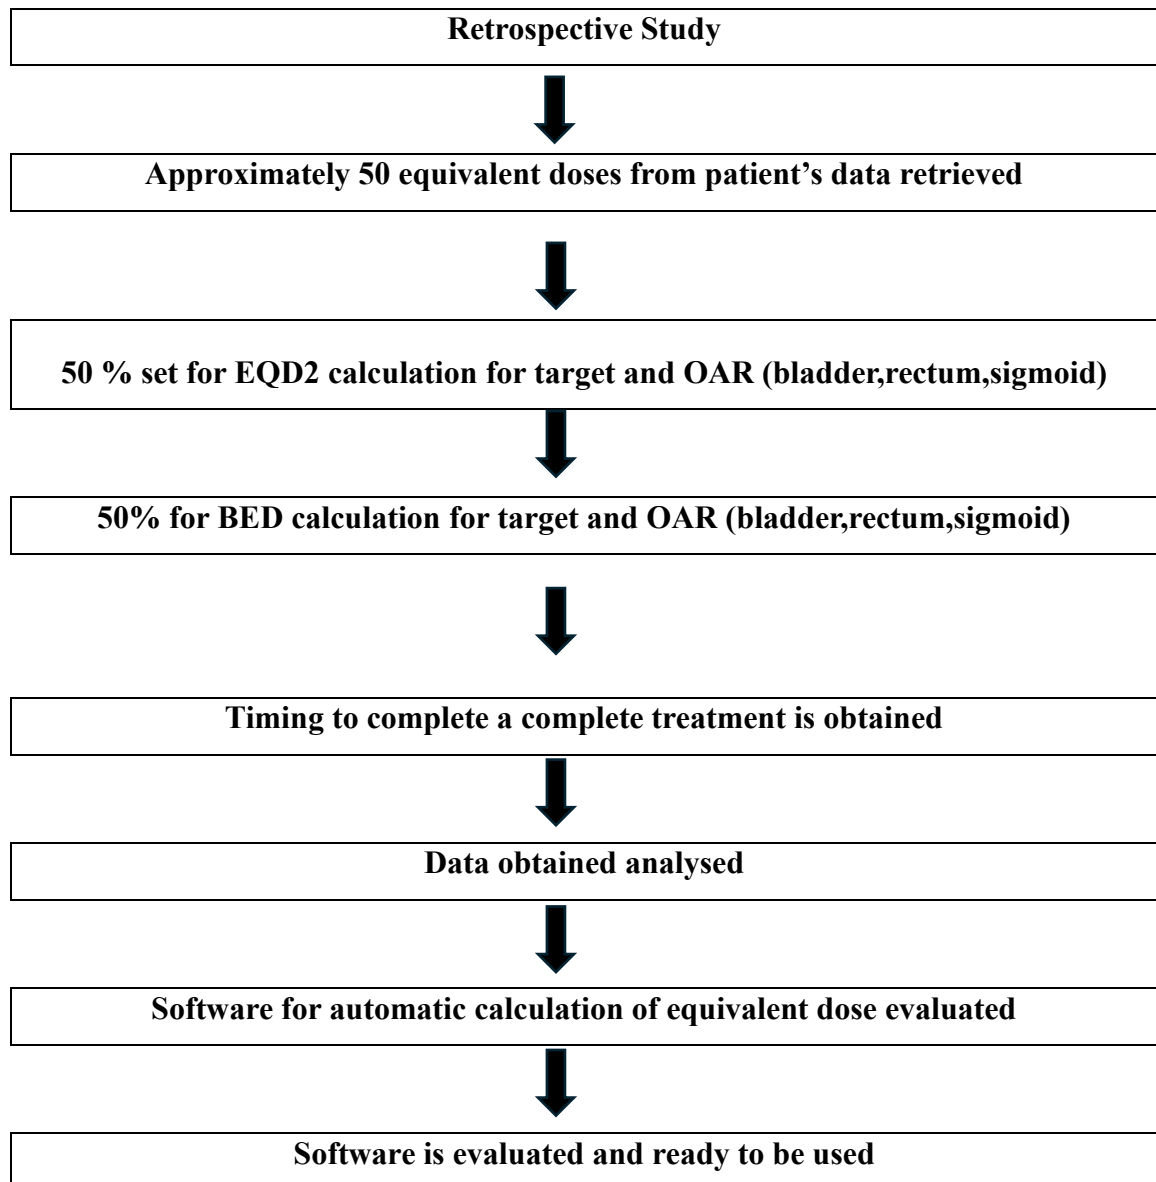 Retrospective Study
Approximately 50 equivalent doses from patient’s data retrieved
50 % set for EQD2 calculation for target and OAR (bladder,rectum,sigmoid)
50% for BED calculation for target and OAR (bladder,rectum,sigmoid)
Timing to complete a complete treatment is obtained
Data obtained analysed
Software for automatic calculation of equivalent dose evaluated
Software is evaluated and ready to be used